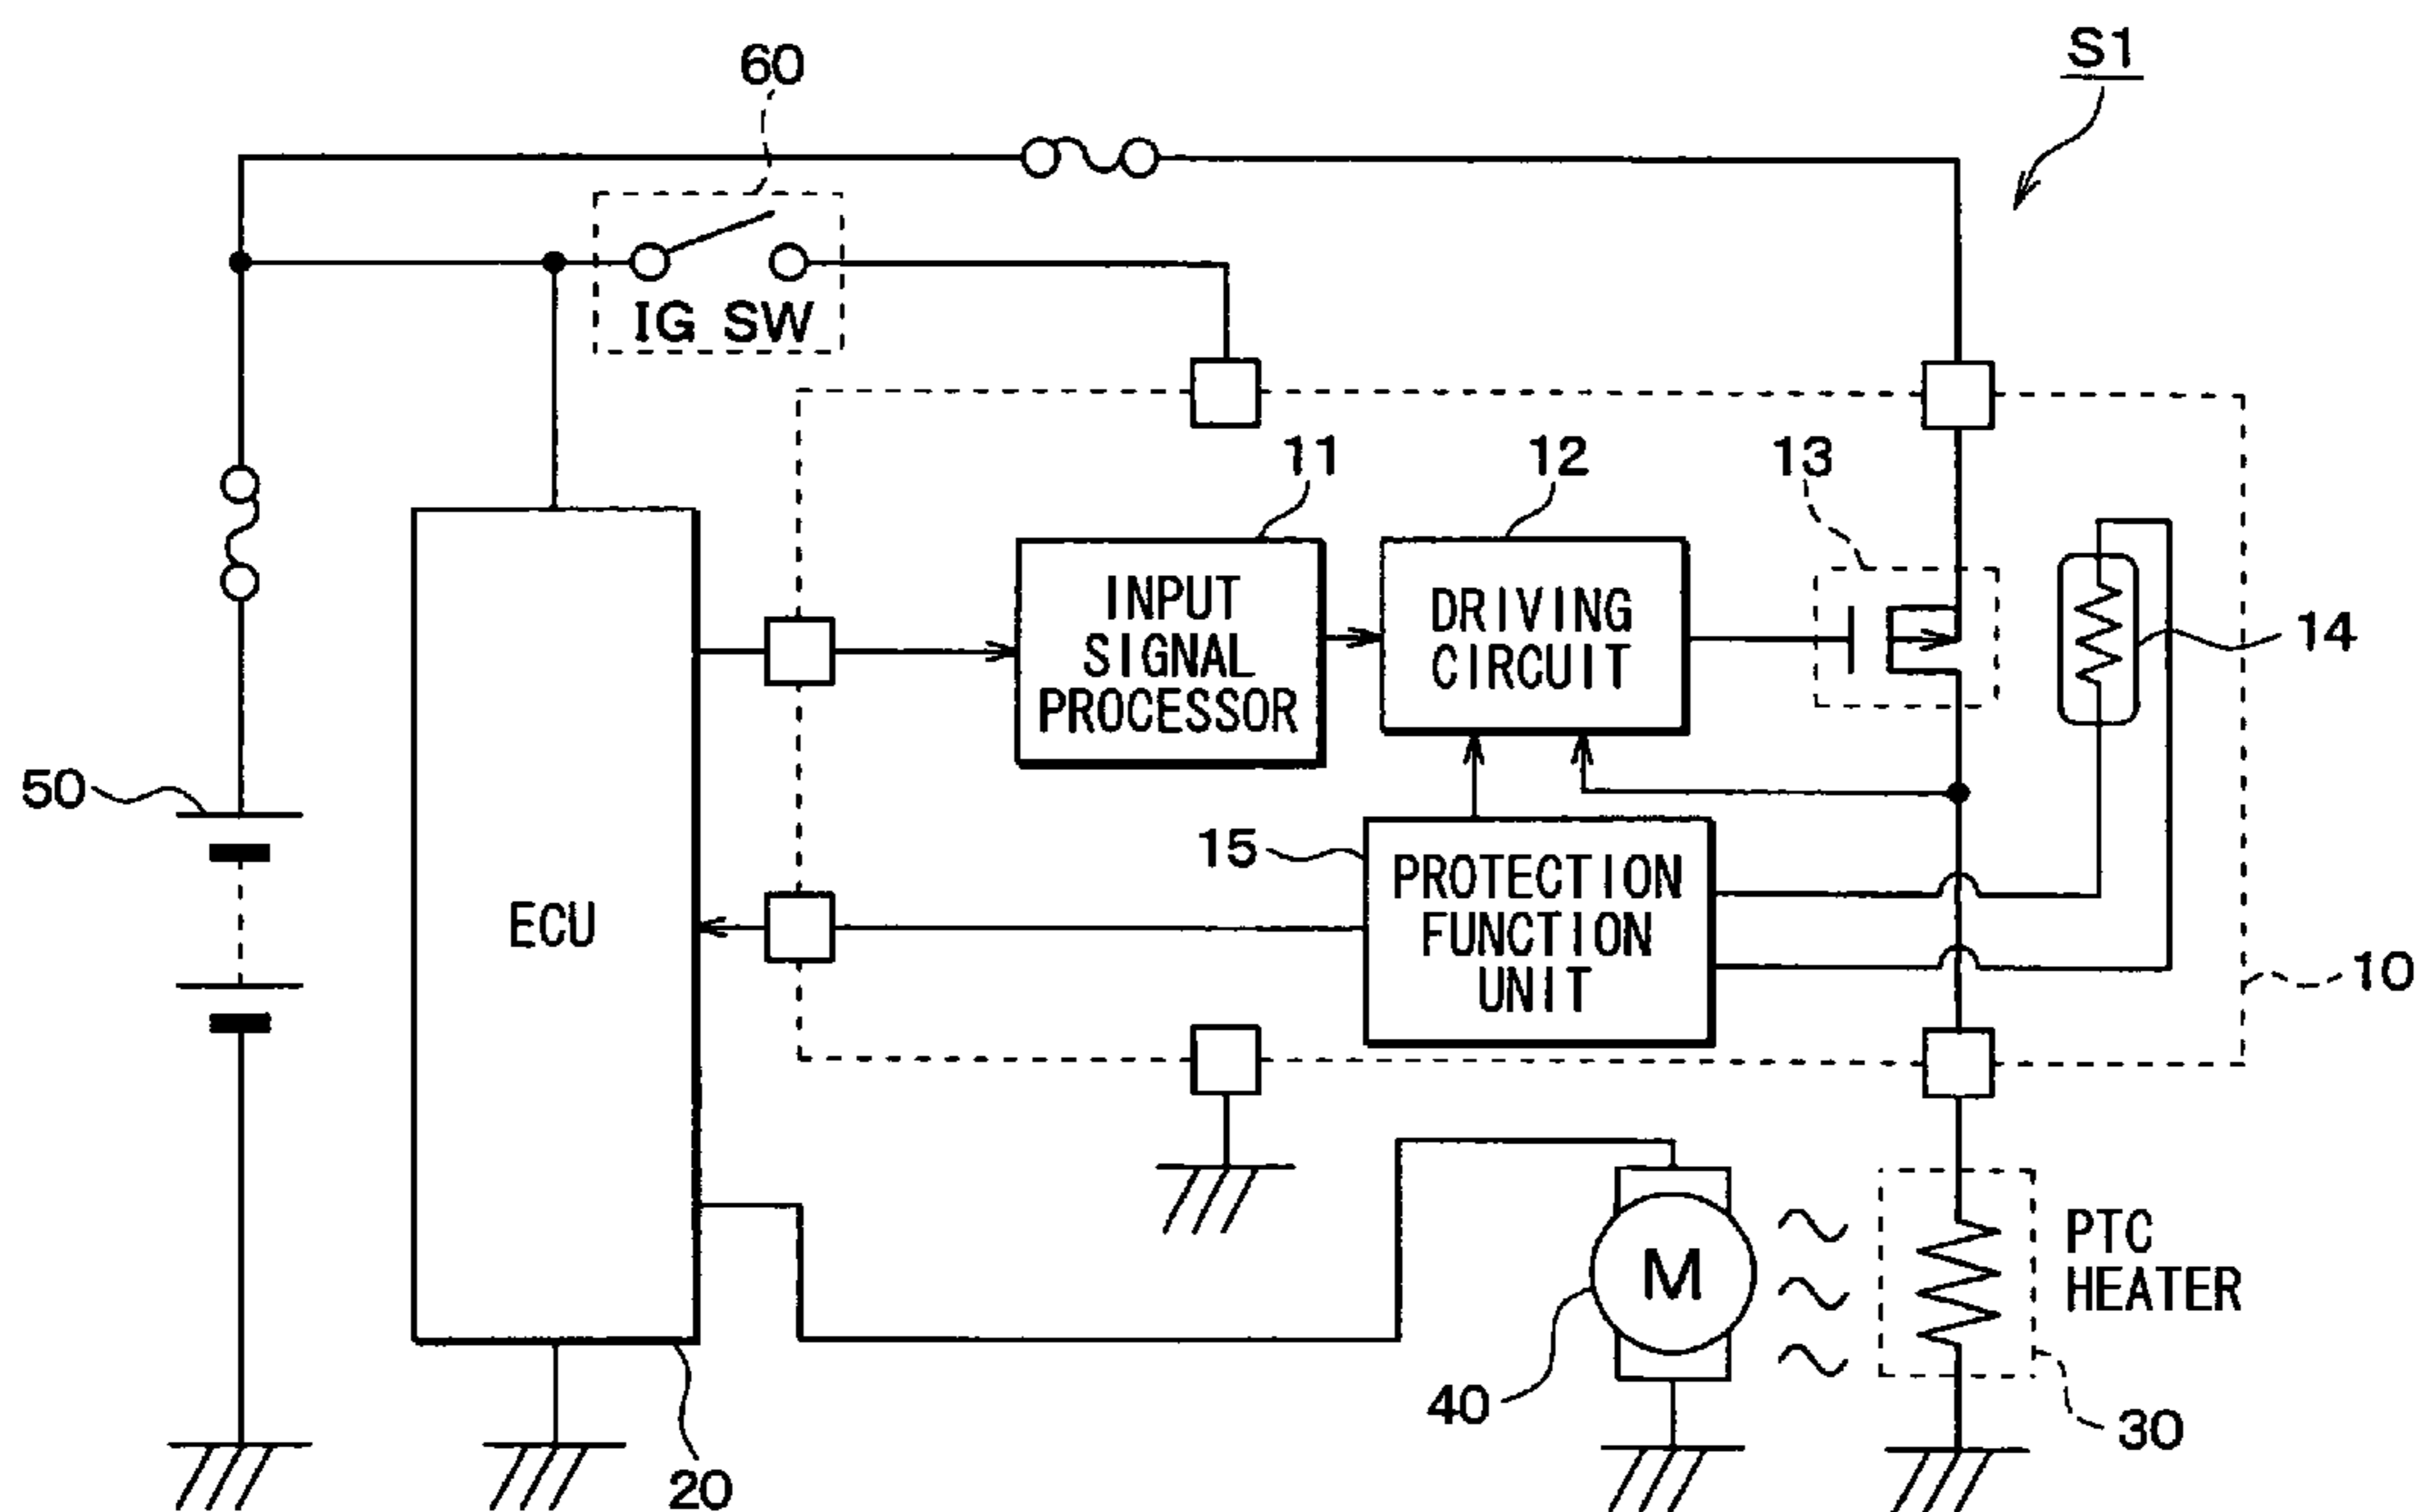 60
S1
IG SW
11
12
13
INPUT
SIGNAL
PROCESSOR
DRIVING
CIRCUIT
14
50
15
PROTECTION
FUNCTION
UNIT
ECU
10
M
PTC
HEATER
40
30
20